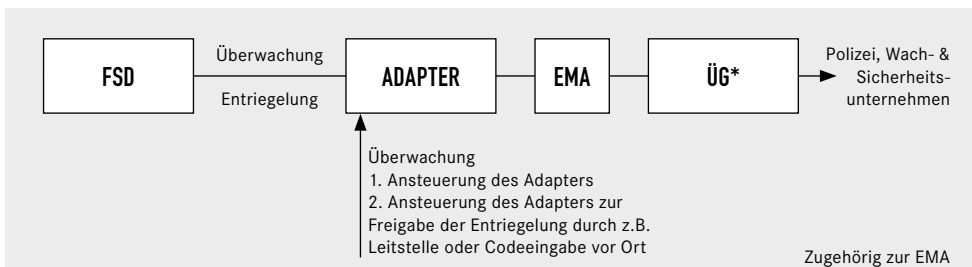 FSD
Überwachung
Entriegelung
ADAPTER
EMA
ÜG*
Polizei, Wach- &
Sicherheits-
unternehmen
Überwachung
1. Ansteuerung des Adapters
2. Ansteuerung des Adapters zur
Freigabe der Entriegelung durch z.B.
Leitstelle oder Codeeingabe vor Ort
Zugehörig zur EMA